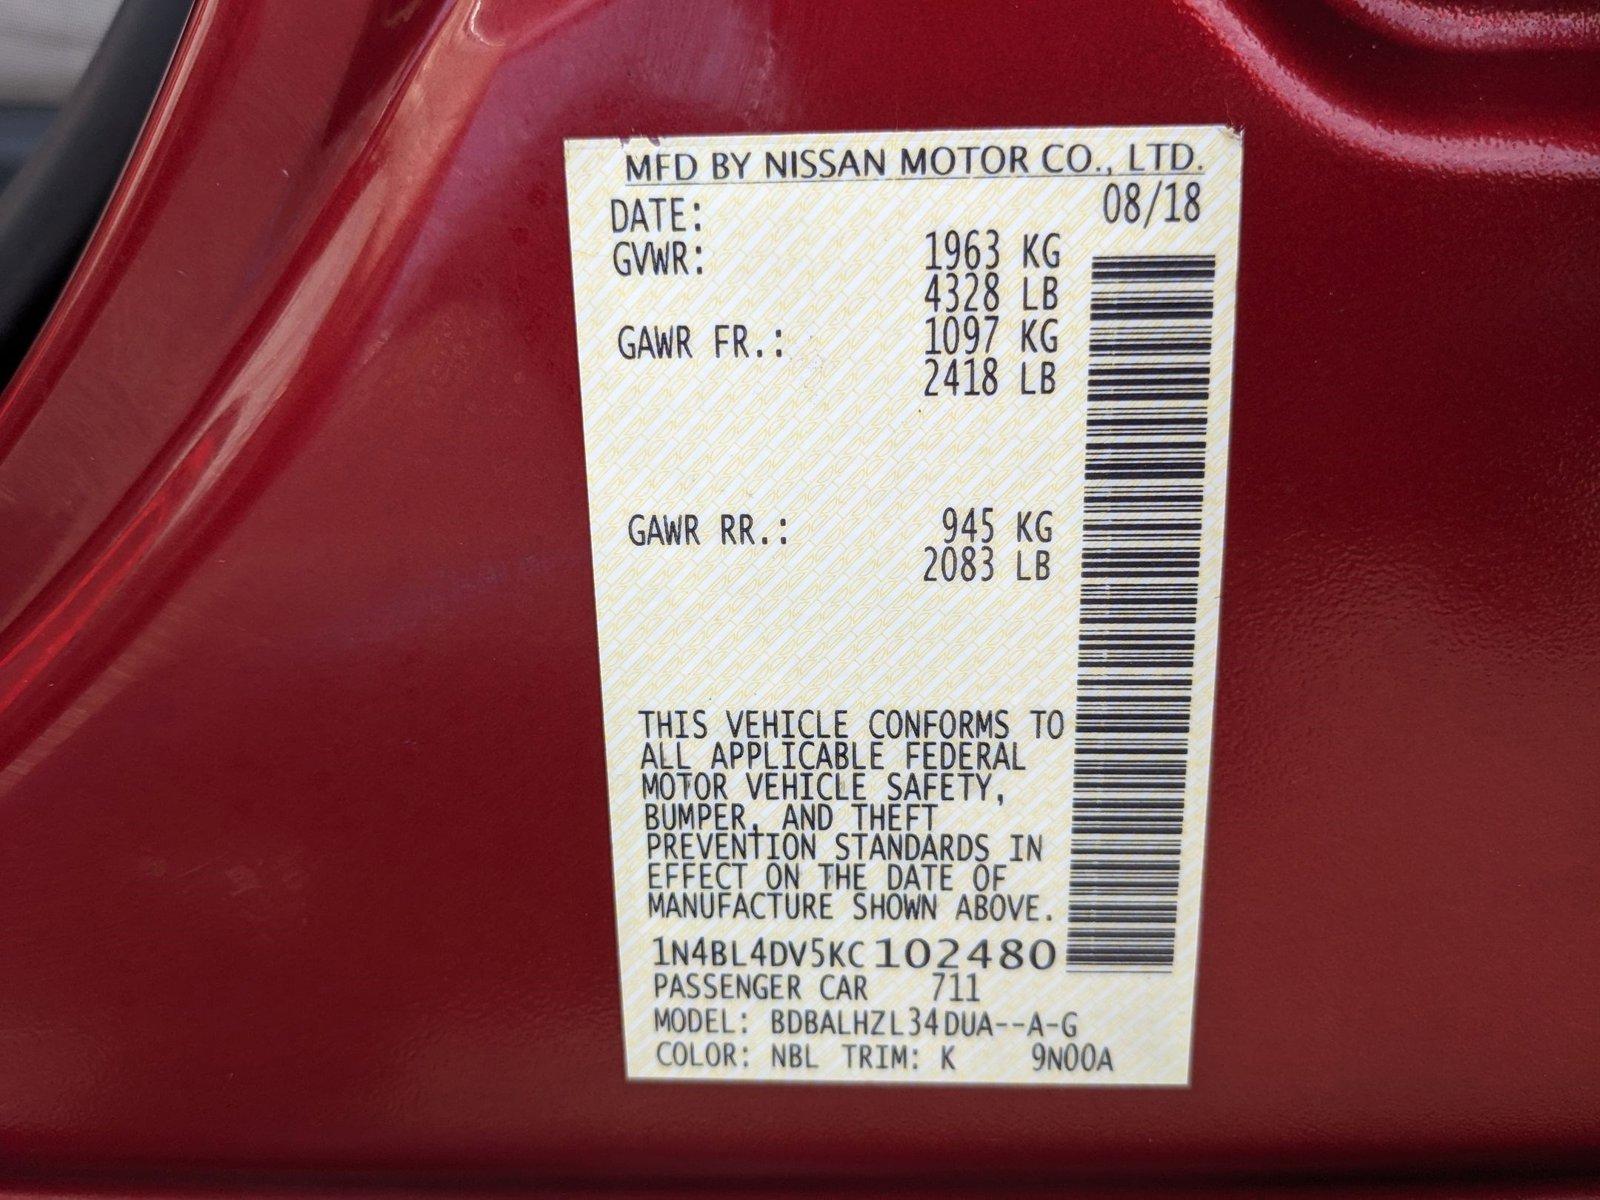 MFD BY NISSAN MOTOR CO., LTD.
DATE: 08/18
GVWR: 1963 KG
4328 LB
GAWR FR.: 1097 KG
2418 LB
GAWR RR.: 945 KG
2083 LB
THIS VEHICLE CONFORMS TO
ALL APPLICABLE FEDERAL
MOTOR VEHICLE SAFETY,
BUMPER, AND THEFT
PREVENTION STANDARDS IN
EFFECT ON THE DATE OF
MANUFACTURE SHOWN ABOVE.
1N4BL4DV5KC102480
PASSENGER CAR 711
MODEL: BDBALHZL34DUA--A-G
COLOR: NBL TRIM: K 9N00A